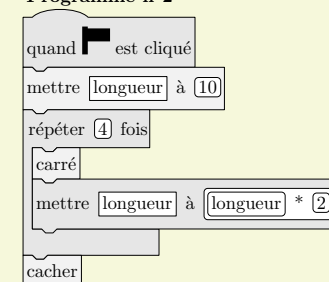 Programme n°2
quand est cliqué
mettre longueur à 10
répéter 4 fois
carré
mettre longueur à longueur * 2
cacher